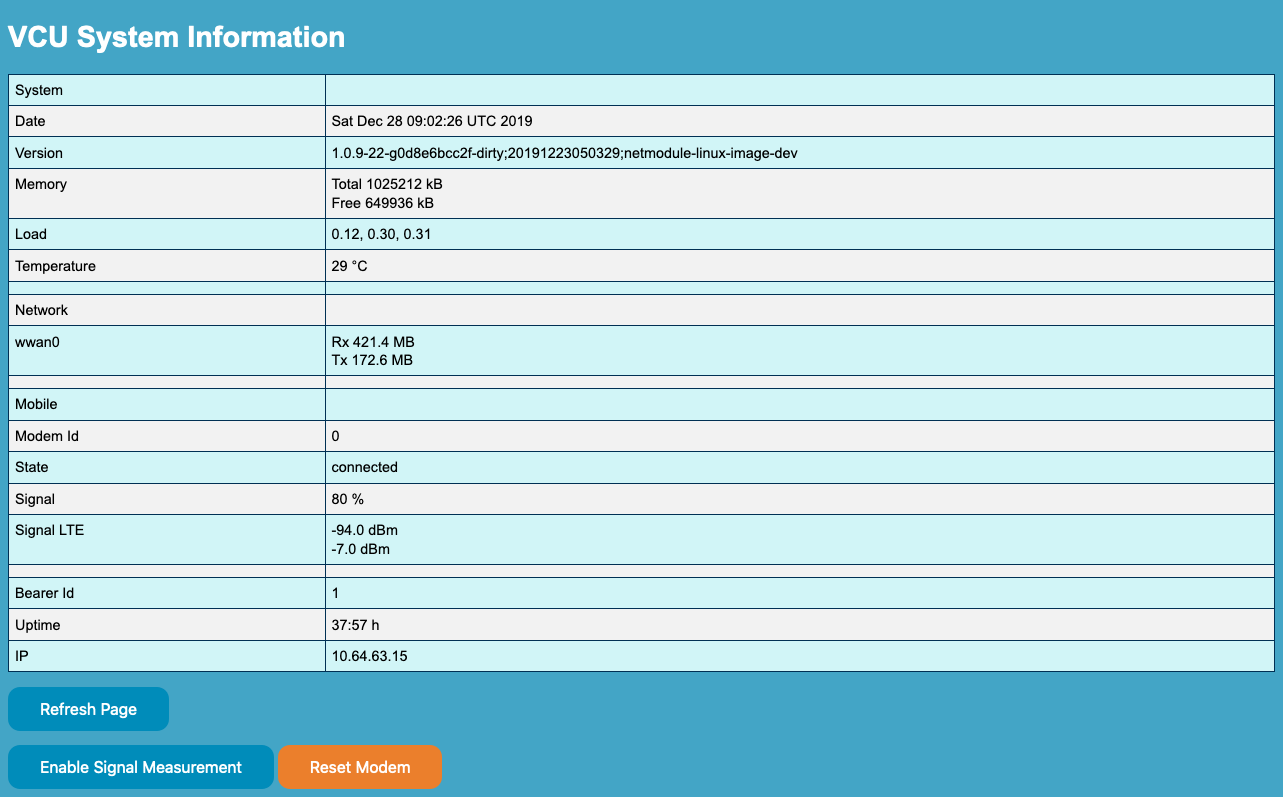 VCU System Information
System
Date Sat Dec 28 09:02:26 UTC 2019
Version 1.0.9-22-g0d8e6bcc2f-dirty;20191223050329;netmodule-linux-image-dev
Memory Total 1025212 kB
Free 649936 kB
Load 0.12, 0.30, 0.31
Temperature 29 °C
Network
wwan0 Rx 421.4 MB
Tx 172.6 MB
Mobile
Modem Id 0
State connected
Signal 80 %
Signal LTE -94.0 dBm
-7.0 dBm
Bearer Id 1
Uptime 37:57 h
IP 10.64.63.15
Refresh Page
Enable Signal Measurement Reset Modem